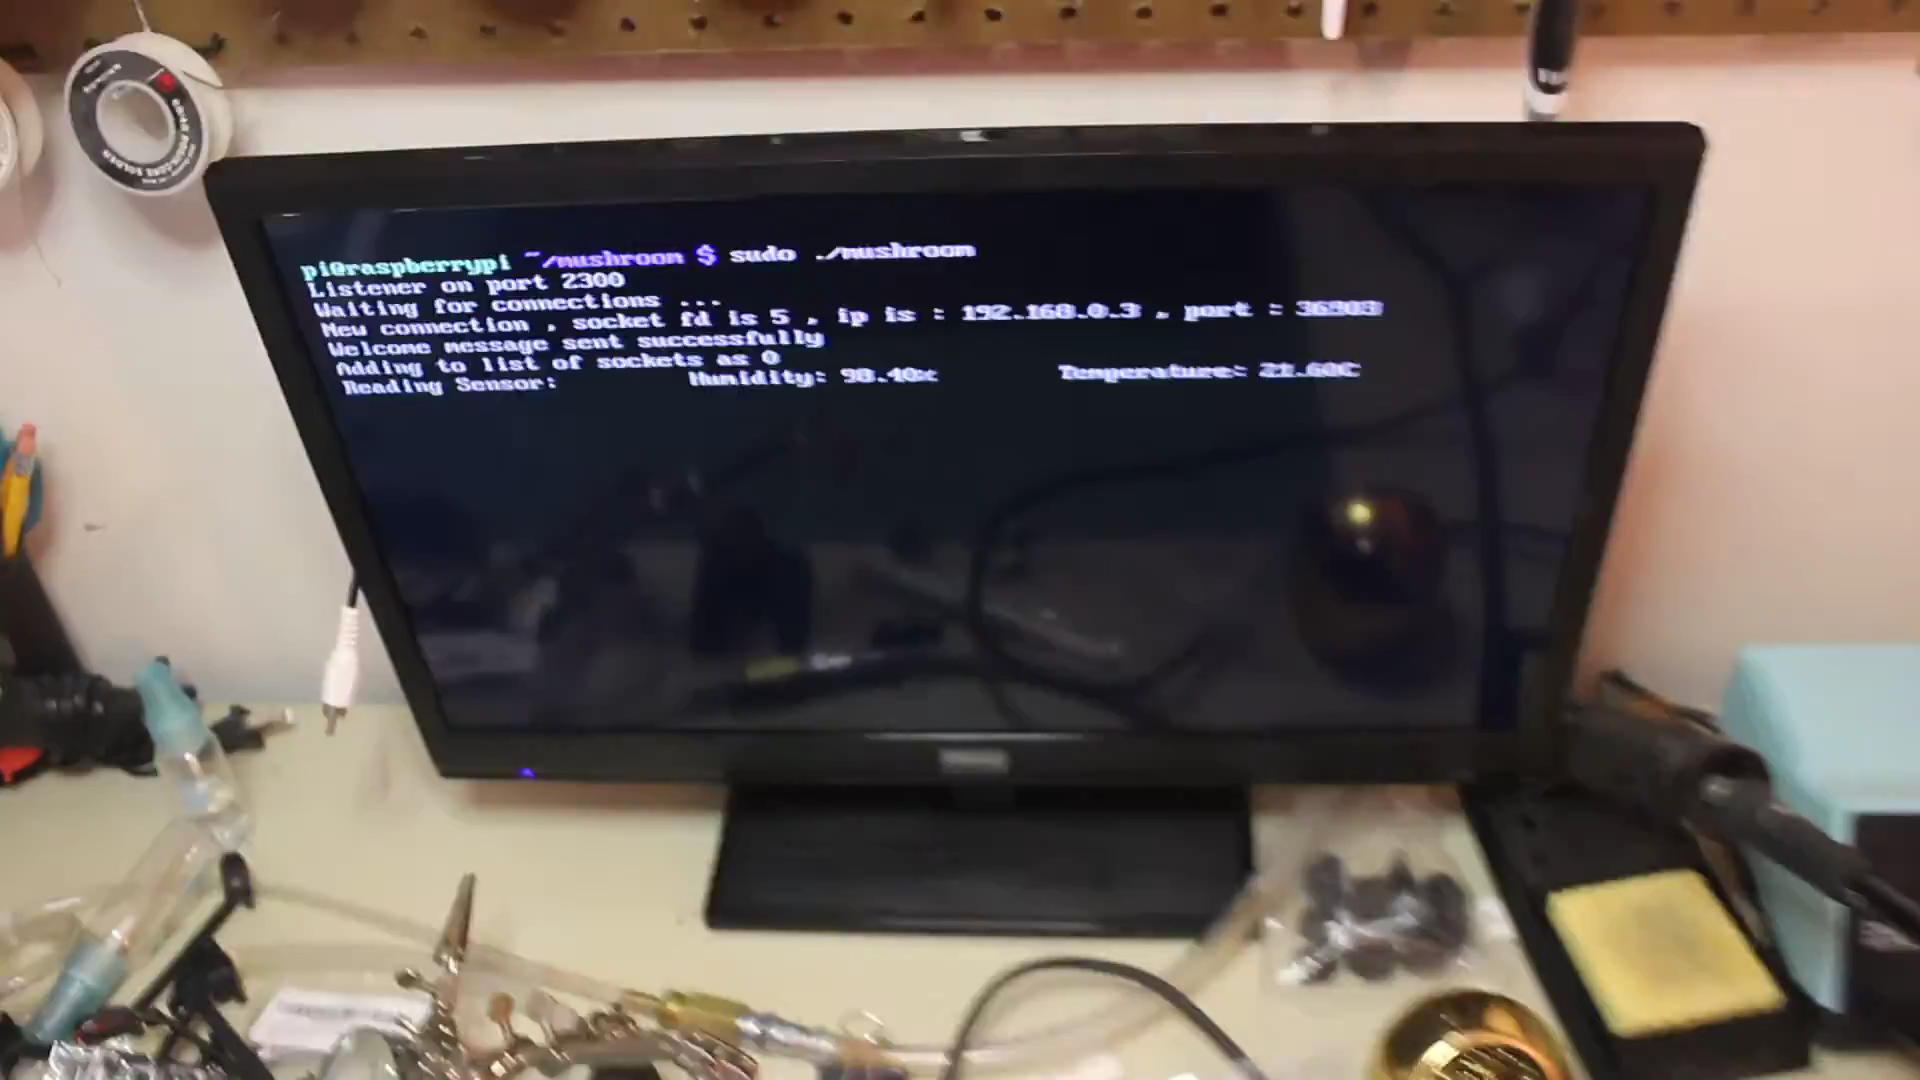 pi@raspberrypi ~/mushroom $ sudo ./mushroom
Listener on port 2300
Waiting for connections ...
New connection , socket fd is 5 , ip is : 192.168.0.3 , port : 36903
Welcome message sent successfully
Adding to list of sockets as 0
Reading Sensor: Humidity: 98.40% Temperature: 21.60C